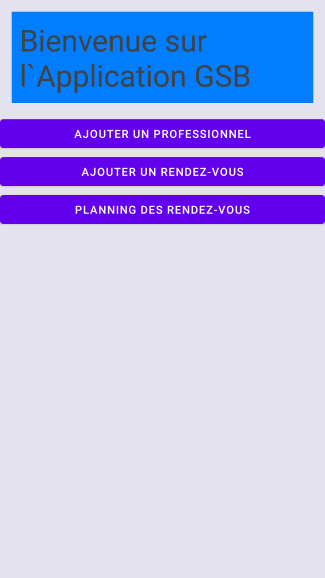 Bienvenue sur
l`Application GSB
AJOUTER UN PROFESSIONNEL
AJOUTER UN RENDEZ-VOUS
PLANNING DES RENDEZ-VOUS